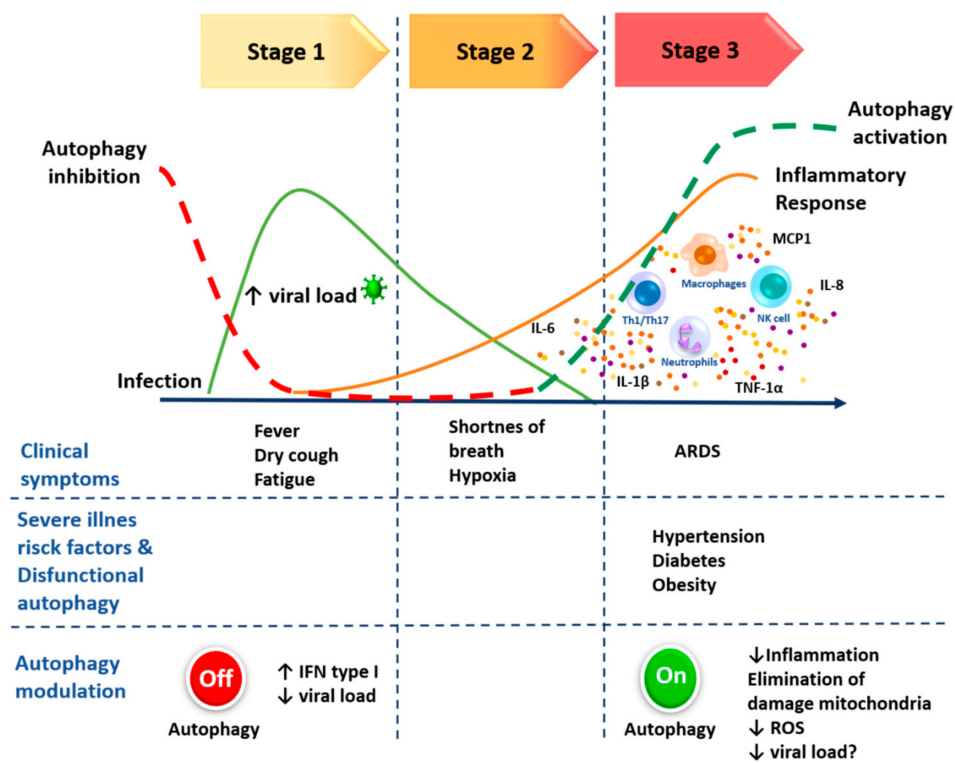 Stage 1
Stage 2
Stage 3
Autophagy
inhibition
Autophagy
activation
Inflammatory
Response
↑ viral load
MCP1
Macrophages
IL-8
Th1/Th17
NK cell
IL-6
Neutrophils
IL-1β
TNF-1α
Infection
Clinical
symptoms
Fever
Dry cough
Fatigue
Shortnes of
breath
Hypoxia
ARDS
Severe illnes
risck factors &
Disfunctional
autophagy
Hypertension
Diabetes
Obesity
Autophagy
modulation
Off
Autophagy
↑ IFN type I
↓ viral load
On
Autophagy
↓Inflammation
Elimination of
damage mitochondria
↓ ROS
↓ viral load?